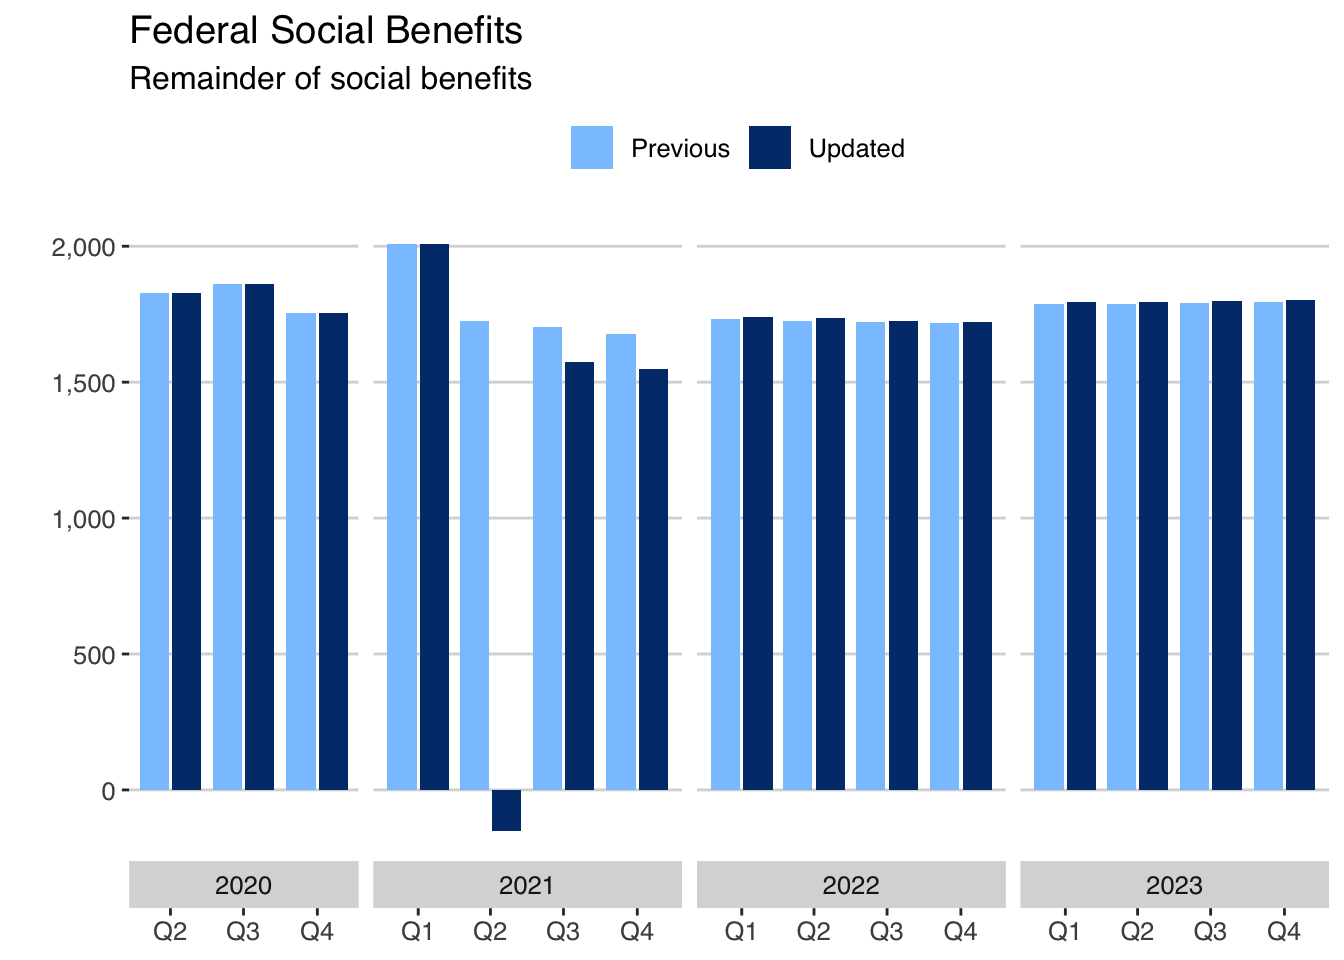 Federal Social Benefits
Remainder of social benefits
Previous Updated
2,000
1,500
1,000
500
0
2020 2021 2022 2023
Q2 Q3 Q4 Q1 Q2 Q3 Q4 Q1 Q2 Q3 Q4 Q1 Q2 Q3 Q4